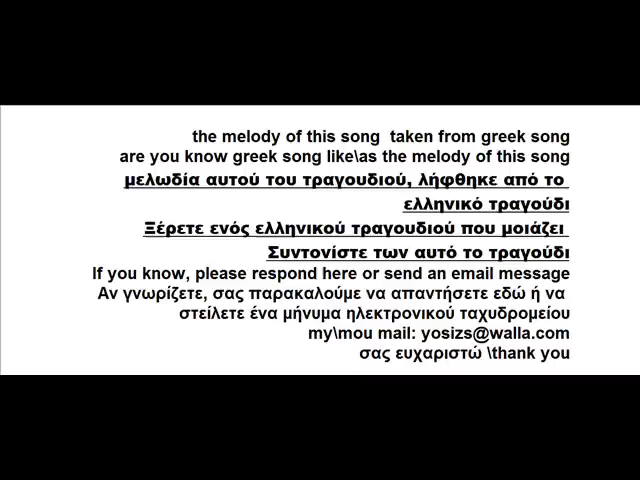 the melody of this song  taken from greek song
are you know greek song like\as the melody of this song
μελωδία αυτού του τραγουδιού, λήφθηκε από το
ελληνικό τραγούδι
Ξέρετε ενός ελληνικού τραγουδιού που μοιάζει
Συντονίστε των αυτό το τραγούδι
If you know, please respond here or send an email message
Αν γνωρίζετε, σας παρακαλούμε να απαντήσετε εδώ ή να
στείλετε ένα μήνυμα ηλεκτρονικού ταχυδρομείου
my\mou mail: yosizs@walla.com
σας ευχαριστώ \thank you